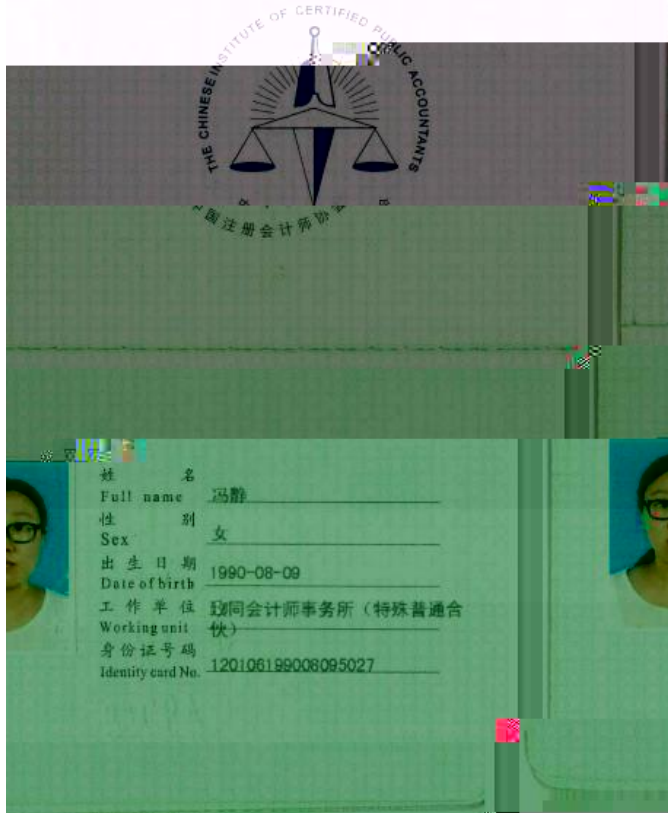 THE CHINESE INSTITUTE OF CERTIFIED PUBLIC ACCOUNTANTS
国注册会计师协会
姓 名
Full name 冯静
性 别
Sex 女
出生日期
Date of birth 1990-08-09
工作单位 致同会计师事务所（特殊普通合
Working unit 伙）
身份证号码
Identity card No. 120106199008095027